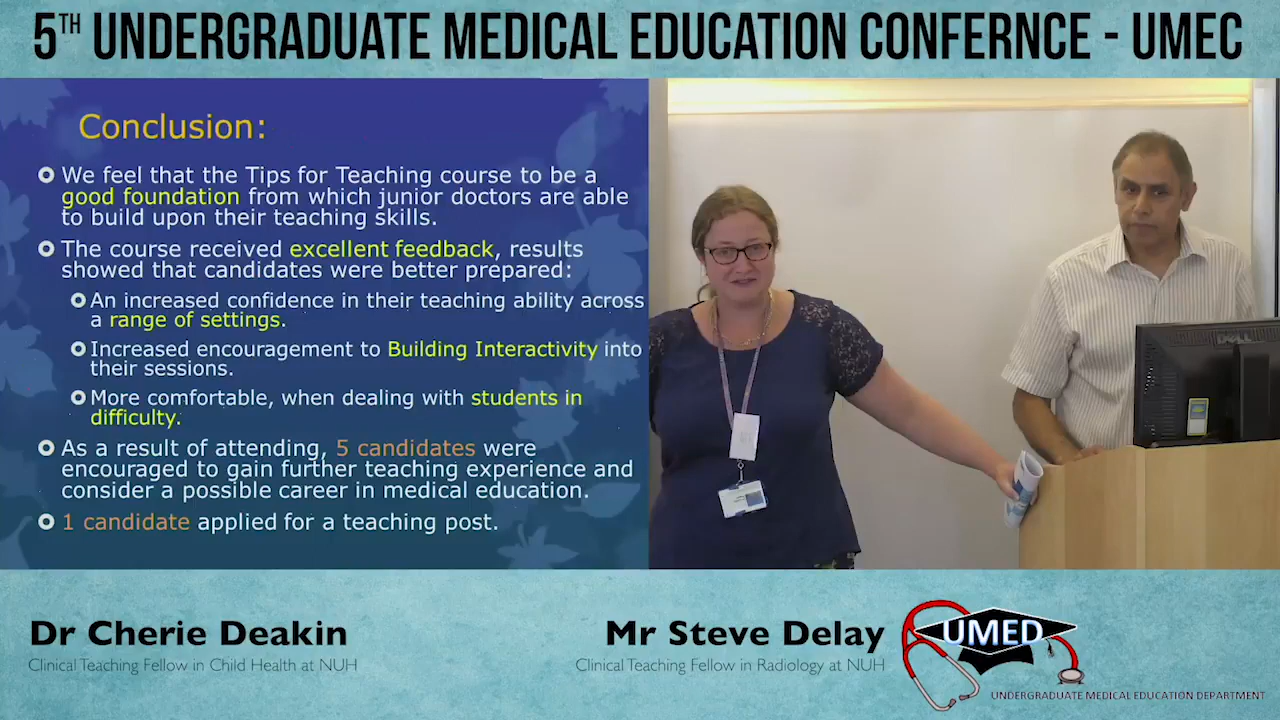 5TH UNDERGRADUATE MEDICAL EDUCATION CONFERNCE - UMEC
Conclusion:
We feel that the Tips for Teaching course to be a
good foundation from which junior doctors are able
to build upon their teaching skills.
The course received excellent feedback, results
showed that candidates were better prepared:
An increased confidence in their teaching ability across
a range of settings.
Increased encouragement to Building Interactivity into
their sessions.
More comfortable, when dealing with students in
difficulty.
As a result of attending, 5 candidates were
encouraged to gain further teaching experience and
consider a possible career in medical education.
1 candidate applied for a teaching post.
DELL
Dr Cherie Deakin
Clinical Teaching Fellow in Child Health at NUH
Mr Steve Delay
Clinical Teaching Fellow in Radiology at NUH
UMED
UNDERGRADUATE MEDICAL EDUCATION DEPARTMENT